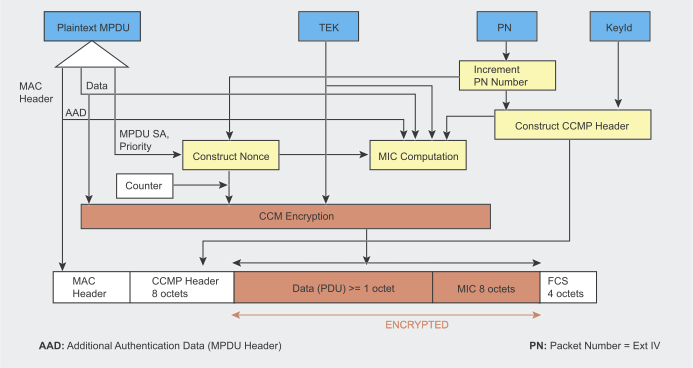 Plaintext MPDU
TEK
PN
KeyId
MAC
Header
Data
Increment
PN Number
AAD
Construct CCMP Header
MPDU SA,
Priority
Construct Nonce
MIC Computation
Counter
CCM Encryption
MAC
Header
CCMP Header
8 octets
Data (PDU) >= 1 octet
MIC 8 octets
FCS
4 octets
ENCRYPTED
AAD: Additional Authentication Data (MPDU Header)
PN: Packet Number = Ext IV